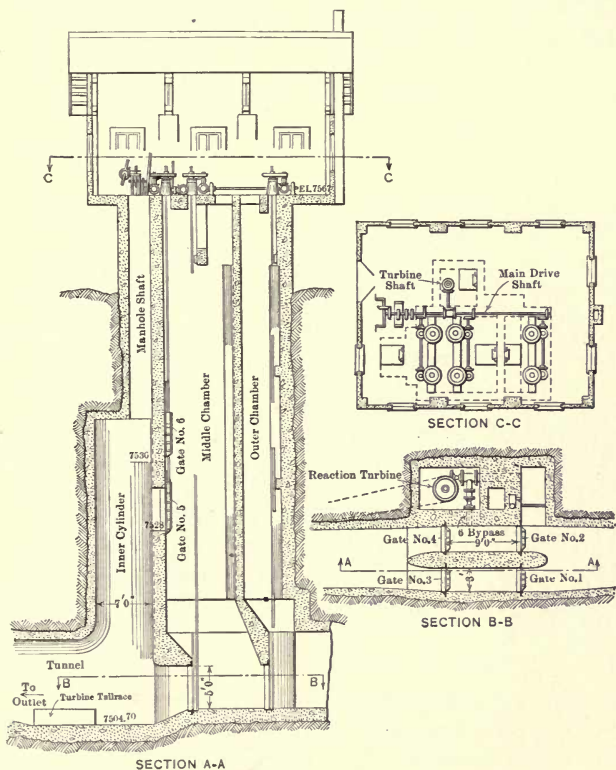 C
C
EL.7567
Manhole Shaft
Middle Chamber
Outer Chamber
Gate No. 6
7536
Gate No. 5
7528
Inner Cylinder
7'0"
Tunnel
B
B
To
Outlet
Turbine Tailrace
7504.70
5'0"
SECTION A-A
Turbine
Shaft
Main Drive
Shaft
SECTION C-C
Reaction Turbine
Gate No.4
6 Bypass
9'0"
Gate No.2
A
A
Gate No.3
3'
Gate No.1
SECTION B-B